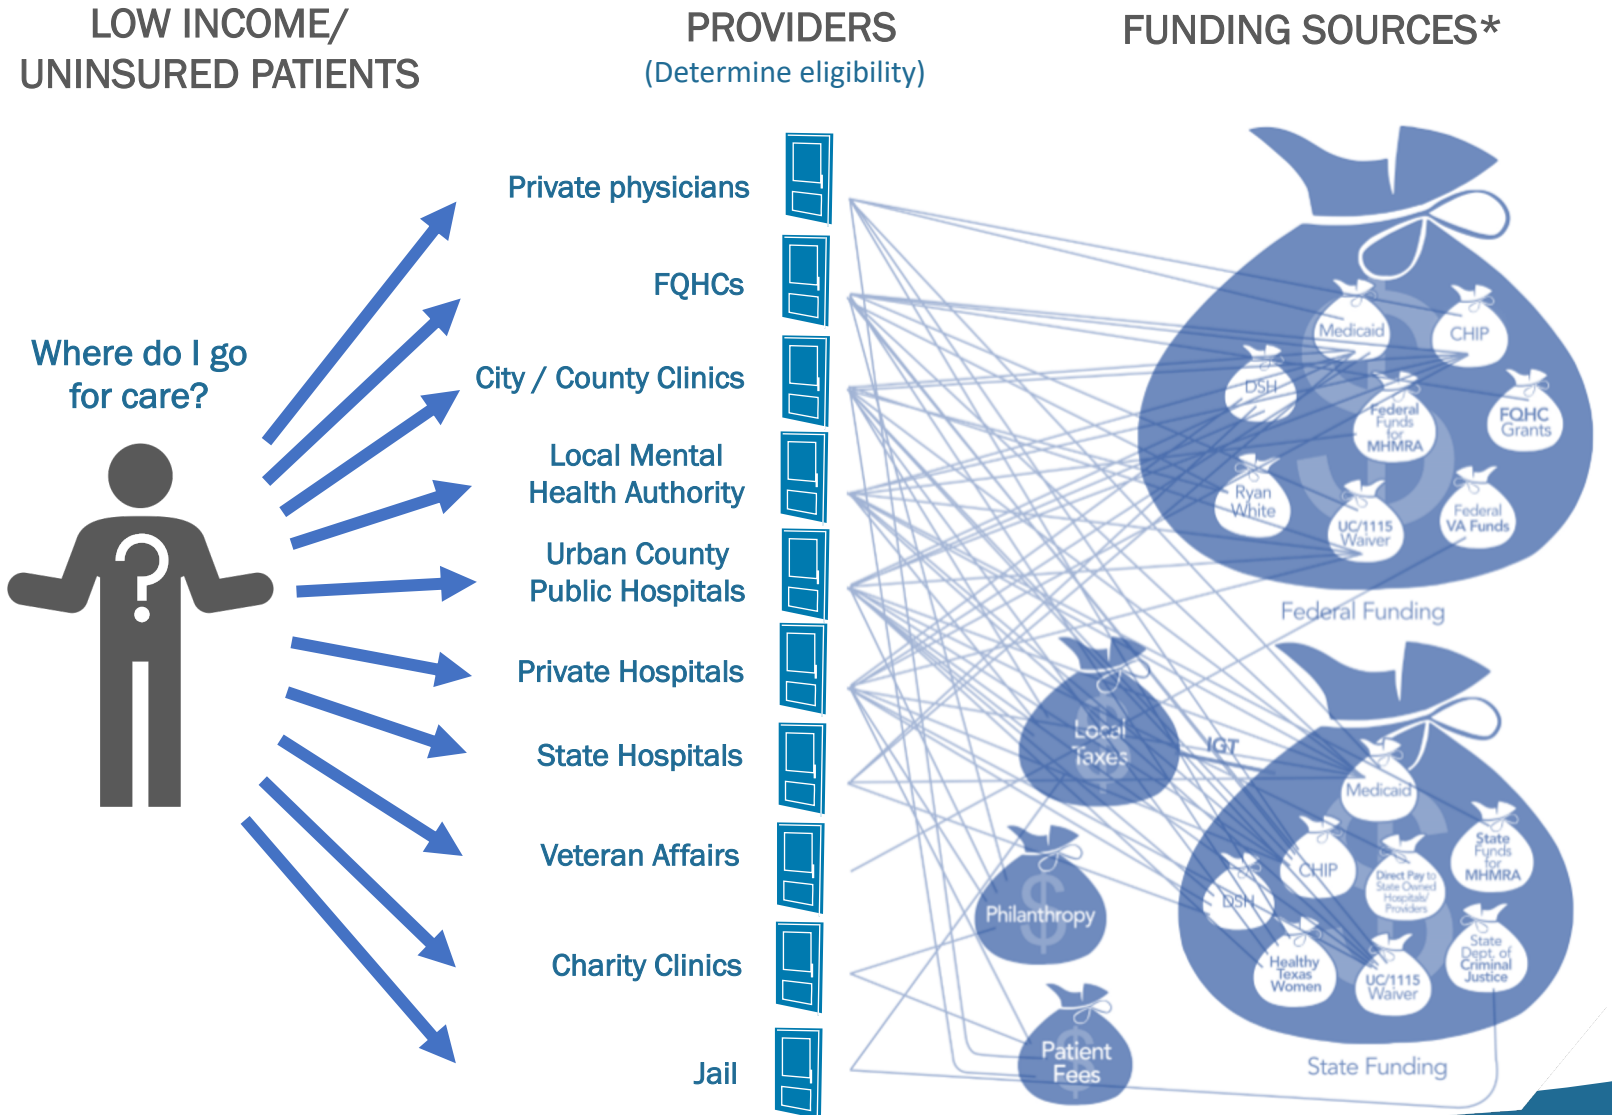 LOW INCOME/
UNINSURED PATIENTS
PROVIDERS
(Determine eligibility)
FUNDING SOURCES*
Where do I go
for care?
?
Private physicians
FQHCs
City / County Clinics
Local Mental
Health Authority
Urban County
Public Hospitals
Private Hospitals
State Hospitals
Veteran Affairs
Charity Clinics
Jail
$
Medicaid
CHIP
DSH
Federal
Funds
for
MHMRA
FQHC
Grants
Ryan
White
UC/1115
Waiver
Federal
VA Funds
Federal Funding
$
Local
Taxes
IGT
$
Philanthropy
$
Patient
Fees
$
Medicaid
CHIP
State
Funds
for
MHMRA
Direct Pay to
State Owned
Hospitals/
Providers
DSH
Healthy
Texas
Women
UC/1115
Waiver
State
Dept. of
Criminal
Justice
State Funding